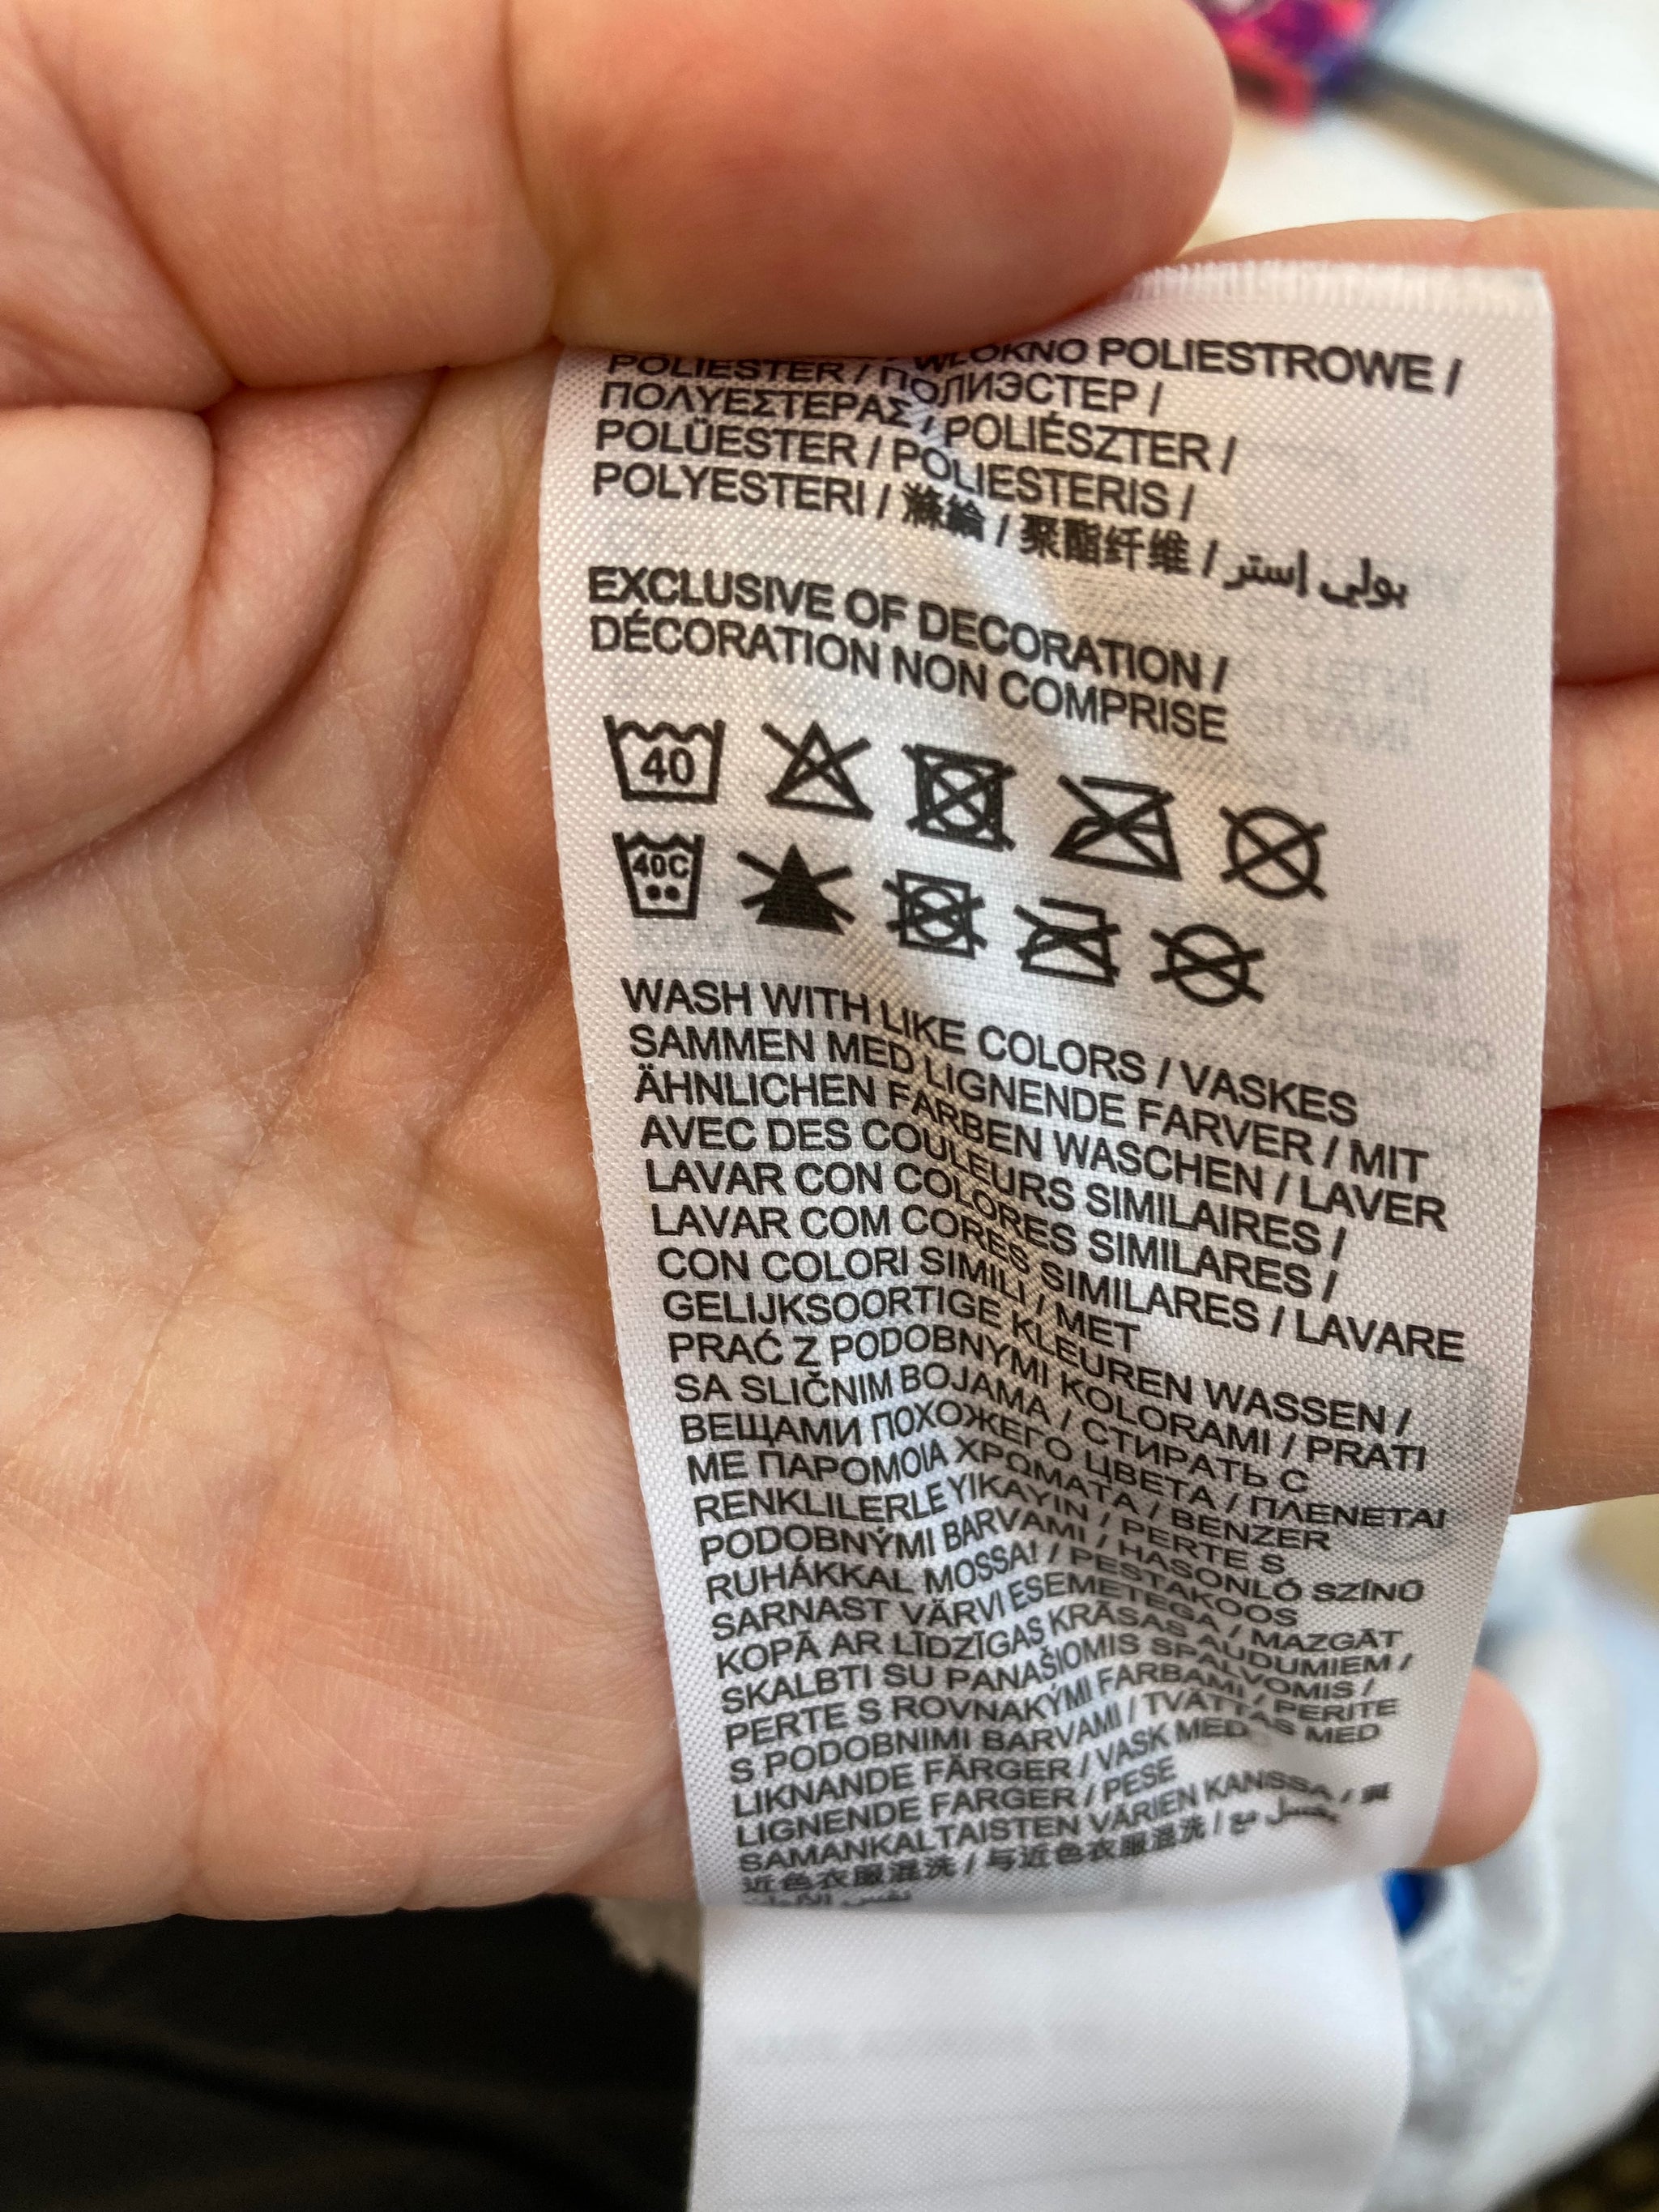 WŁOKNO POLIESTROWE /
POLIESTER / ПОЛИЭСТЕР /
ΠΟΛΥΕΣΤΕΡΑΣ / POLIÉSZTER /
POLÜESTER / POLIESTERIS /
POLYESTERI / 滌綸 / 聚酯纤维 / بولي إستر
EXCLUSIVE OF DECORATION /
DÉCORATION NON COMPRISE
40
40C
WASH WITH LIKE COLORS / VASKES
SAMMEN MED LIGNENDE FARVER / MIT
ÄHNLICHEN FARBEN WASCHEN / LAVER
AVEC DES COULEURS SIMILAIRES /
LAVAR CON COLORES SIMILARES /
LAVAR COM CORES SIMILARES / LAVARE
CON COLORI SIMILI / MET
GELIJKSOORTIGE KLEUREN WASSEN /
PRAĆ Z PODOBNYMI KOLORAMI / PRATI
SA SLIČNIM BOJAMA / СТИРАТЬ С
ВЕЩАМИ ПОХОЖЕГО ЦВЕТА / ΠΛΕΝΕΤΑΙ
ΜΕ ΠΑΡΟΜΟΙΑ ΧΡΩΜΑΤΑ / BENZER
RENKLILERLE YIKAYIN / PERTE S
PODOBNÝMI BARVAMI / HASONLÓ SZÍNŰ
RUHÁKKAL MOSSA! / PESTAKOOS
SARNAST VÄRVI ESEMETEGA / MAZGĀT
KOPĀ AR LĪDZĪGAS KRĀSAS AUDUMIEM /
SKALBTI SU PANAŠIOMIS SPALVOMIS /
PERTE S ROVNAKÝMI FARBAMI / PERITE
S PODOBNIMI BARVAMI / TVÄTTAS MED
LIKNANDE FÄRGER / VASK MED
LIGNENDE FARGER / PESE
SAMANKALTAISTEN VÄRIEN KANSSA /
近色衣服混洗 / 与近色衣服混洗 / يغسل مع